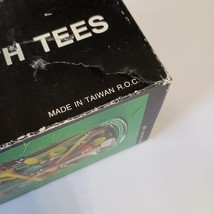 H TEES
MADE IN TAIWAN R.O.C.